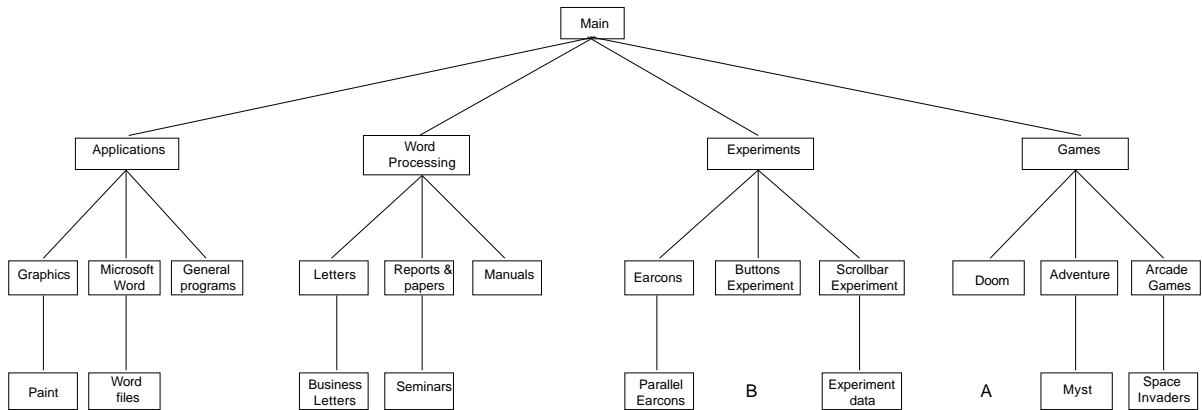 Main
Applications
Word
Processing
Experiments
Games
Graphics
Microsoft
Word
General
programs
Letters
Reports &
papers
Manuals
Earcons
Buttons
Experiment
Scrollbar
Experiment
Doom
Adventure
Arcade
Games
Paint
Word
files
Business
Letters
Seminars
Parallel
Earcons
B
Experiment
data
A
Myst
Space
Invaders